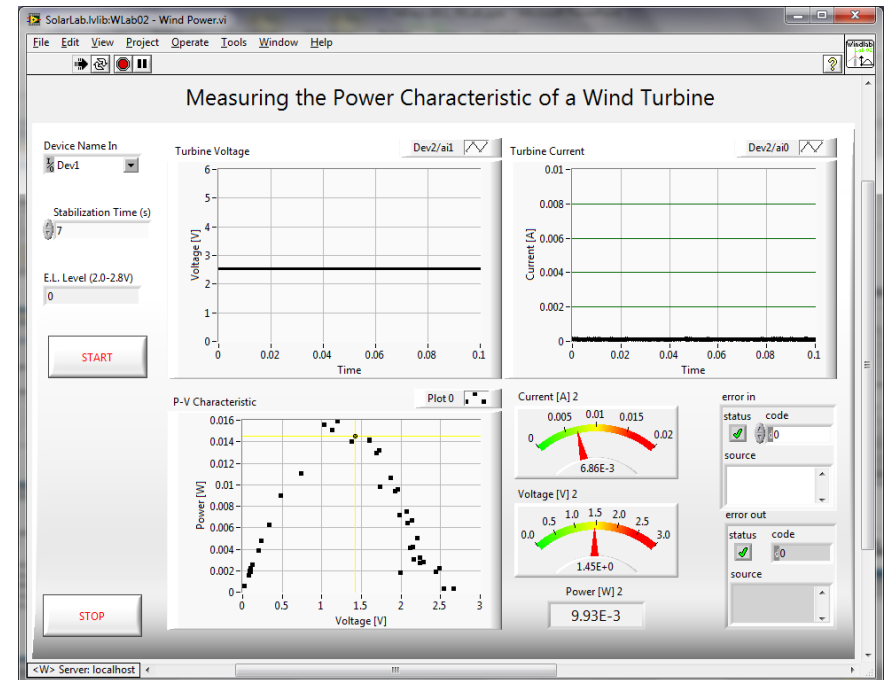 SolarLab.lvlib:WLab02 - Wind Power.vi
File Edit View Project Operate Tools Window Help
Windlab
Measuring the Power Characteristic of a Wind Turbine
Device Name In
Dev1
Stabilization Time (s)
7
E.L. Level (2.0-2.8V)
0
START
STOP
Turbine Voltage
Dev2/ai1
6
5
4
3
2
1
0
Voltage [V]
0 0.02 0.04 0.06 0.08 0.1
Time
Turbine Current
Dev2/ai0
0.01
0.008
0.006
0.004
0.002
0
Current [A]
0 0.02 0.04 0.06 0.08 0.1
Time
P-V Characteristic
Plot 0
0.016
0.014
0.012
0.01
0.008
0.006
0.004
0.002
0
Power [W]
0 0.5 1 1.5 2 2.5 3
Voltage [V]
Current [A] 2
0 0.005 0.01 0.015 0.02
6.86E-3
Voltage [V] 2
0.0 0.5 1.0 1.5 2.0 2.5 3.0
1.45E+0
Power [W] 2
9.93E-3
error in
status code
0
source
error out
status code
0
source
<W> Server: localhost